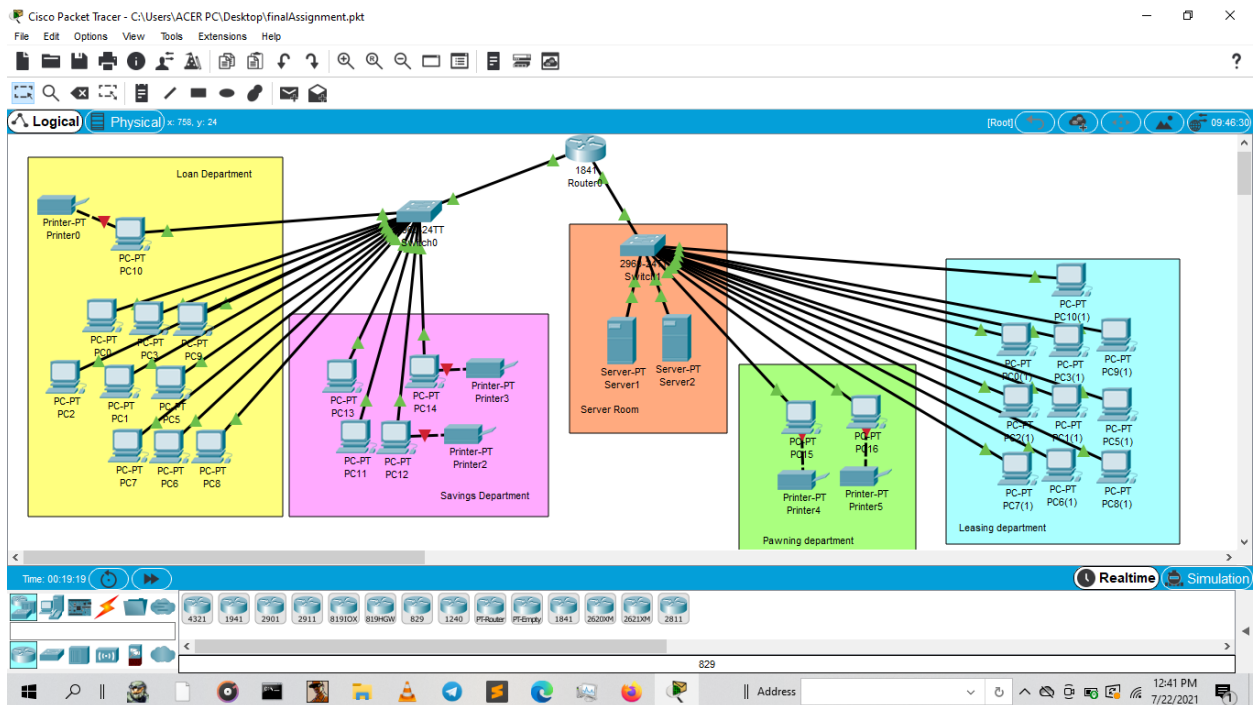 Cisco Packet Tracer - C:\Users\ACER PC\Desktop\finalAssignment.pkt
File Edit Options View Tools Extensions Help
?
Logical Physical x: 758, y: 24 [Root] 09:46:30
Loan Department
Printer-PT
Printer0
PC-PT
PC10
PC-PT
PC0
PC-PT
PC3
PC-PT
PC9
PC-PT
PC2
PC-PT
PC1
PC-PT
PC5
PC-PT
PC7
PC-PT
PC6
PC-PT
PC8
24TT
Switch0
1841
Router0
PC-PT
PC13
PC-PT
PC14
Printer-PT
Printer3
PC-PT
PC11
PC-PT
PC12
Printer-PT
Printer2
Savings Department
Switch1
Server-PT
Server1
Server-PT
Server2
Server Room
PC-PT
PC15
PC-PT
PC16
Printer-PT
Printer4
Printer-PT
Printer5
Pawning department
PC-PT
PC10(1)
PC-PT
PC0(1)
PC-PT
PC3(1)
PC-PT
PC9(1)
PC-PT
PC2(1)
PC-PT
PC1(1)
PC-PT
PC5(1)
PC-PT
PC7(1)
PC-PT
PC6(1)
PC-PT
PC8(1)
Leasing department
Time: 00:19:19 Realtime Simulation
4321 1941 2901 2911 819IOX 819HGW 829 1240 PT-Router PT-Empty 1841 2620XM 2621XM 2811
829
Address
12:41 PM
7/22/2021
1